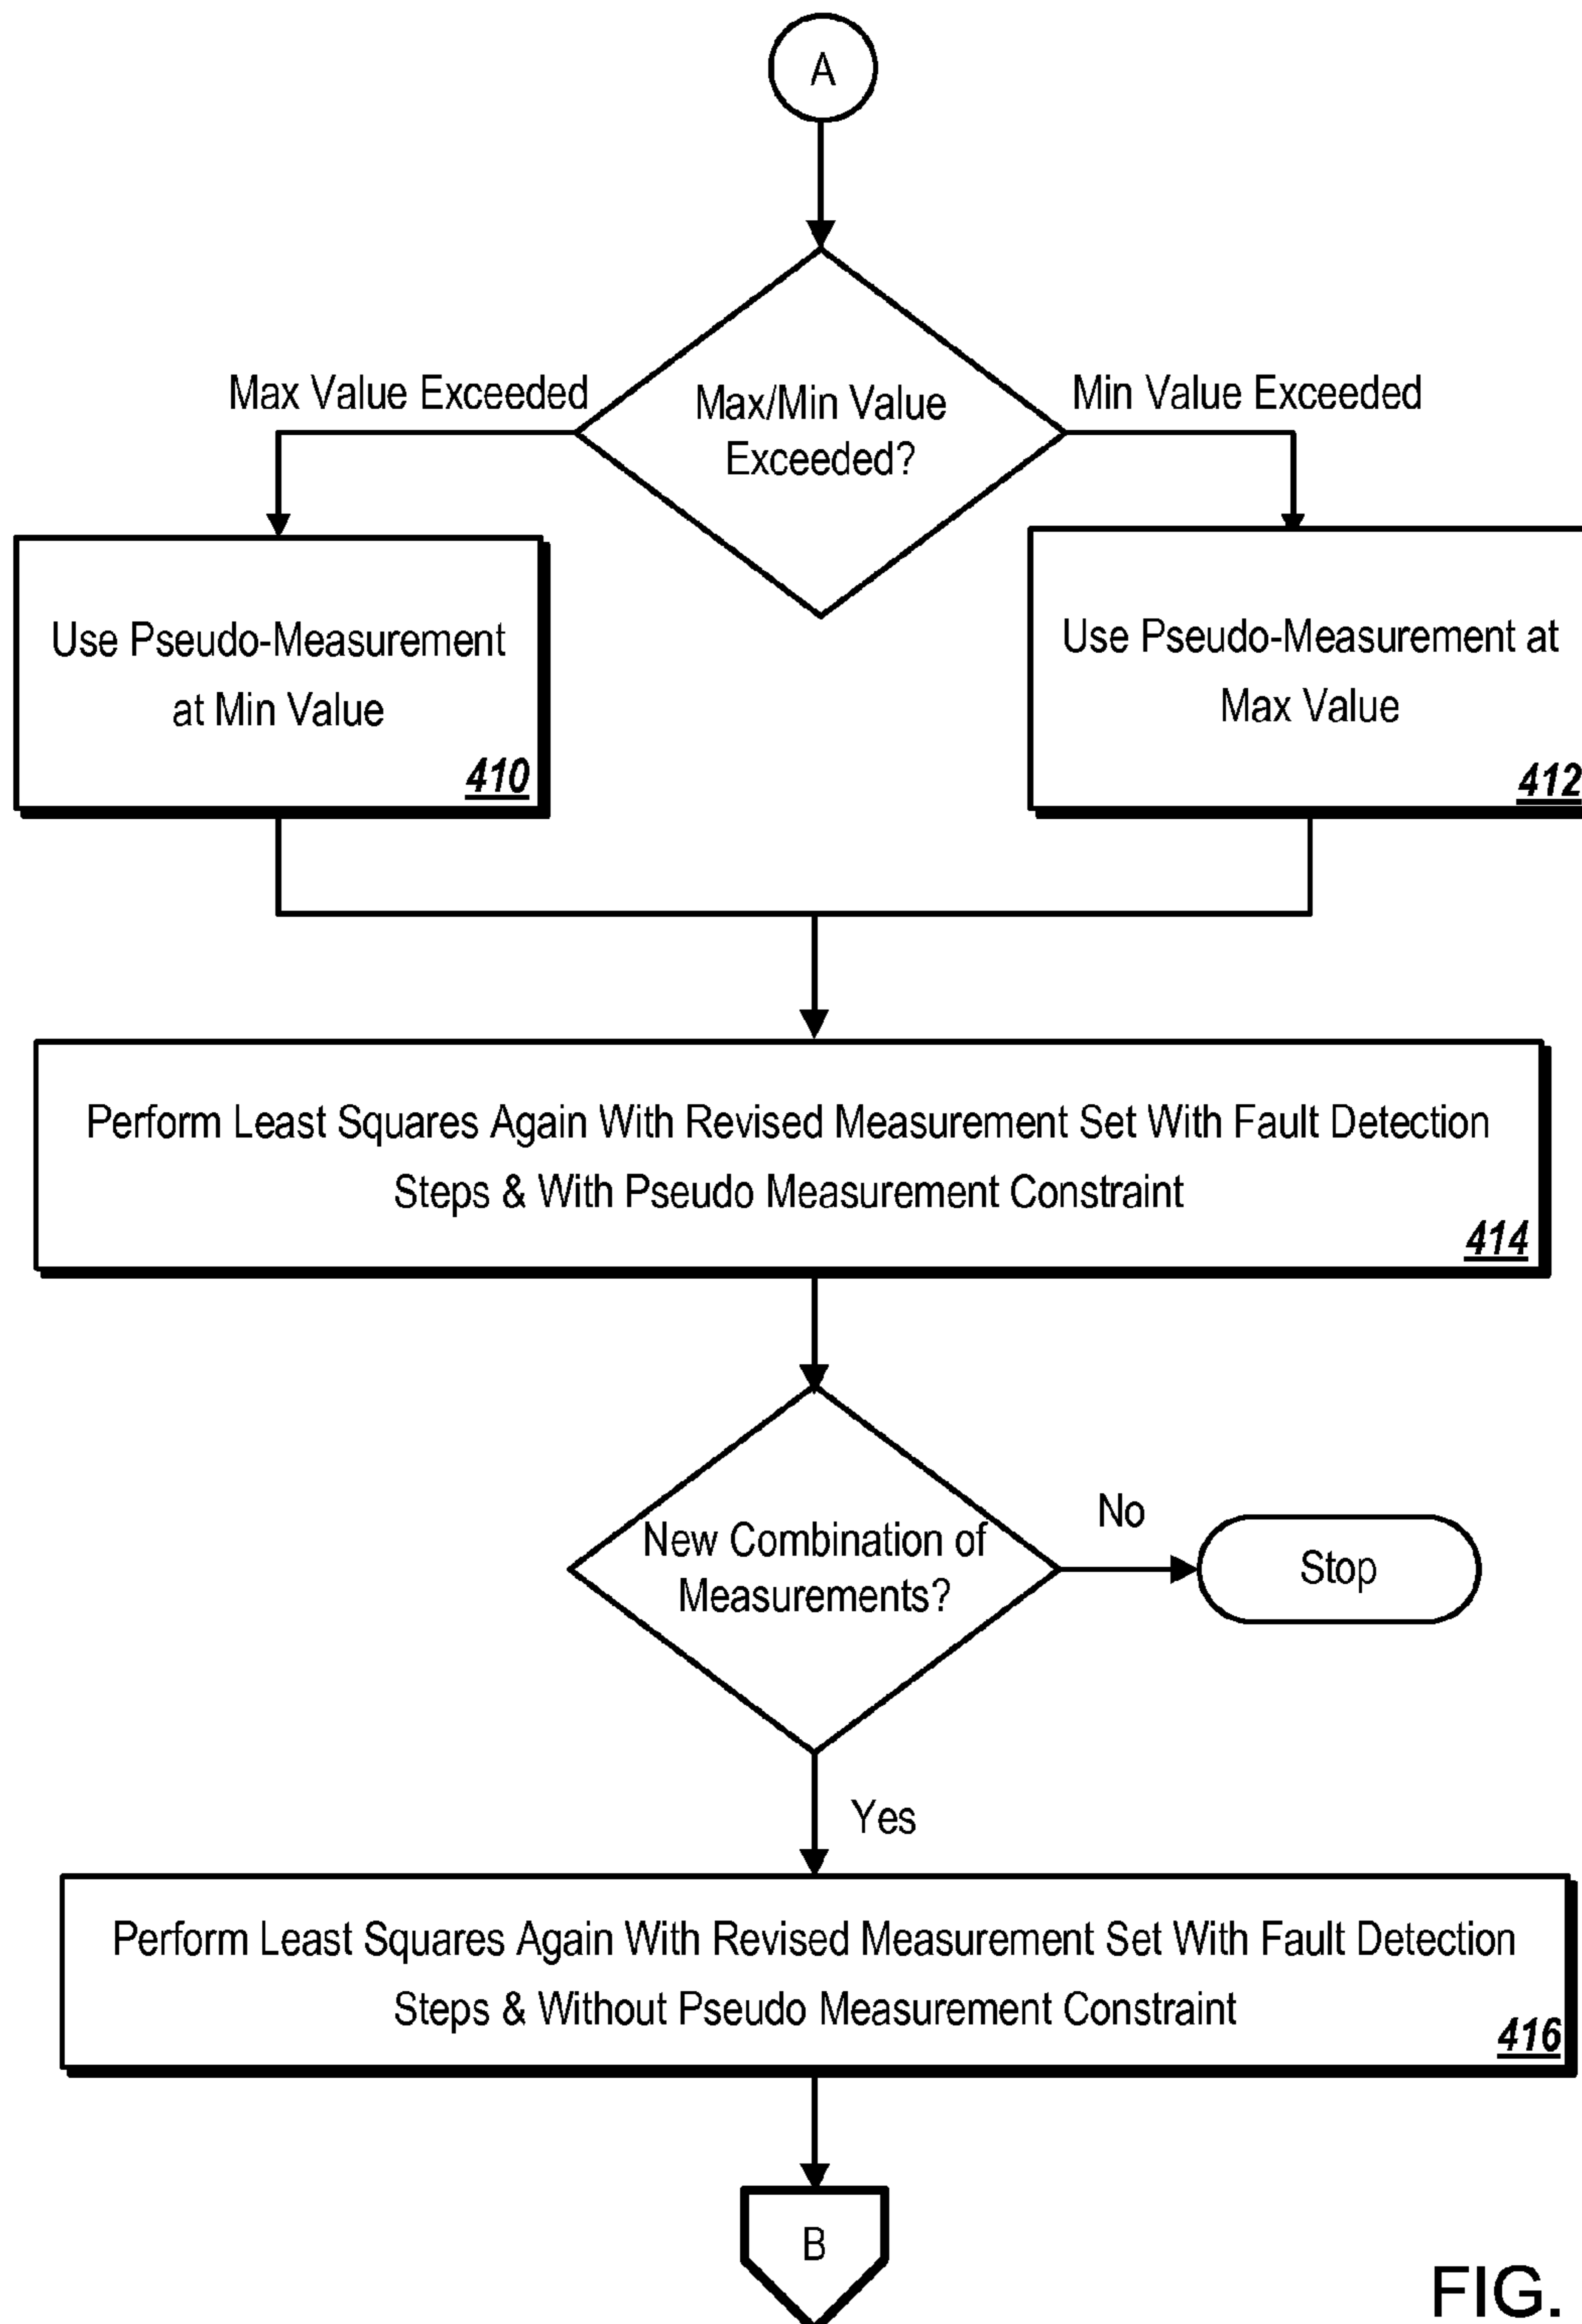 A
Max Value Exceeded
Max/Min Value
Exceeded?
Min Value Exceeded
Use Pseudo-Measurement
at Min Value
410
Use Pseudo-Measurement at
Max Value
412
Perform Least Squares Again With Revised Measurement Set With Fault Detection
Steps & With Pseudo Measurement Constraint
414
New Combination of
Measurements?
No
Stop
Yes
Perform Least Squares Again With Revised Measurement Set With Fault Detection
Steps & Without Pseudo Measurement Constraint
416
B
FIG.